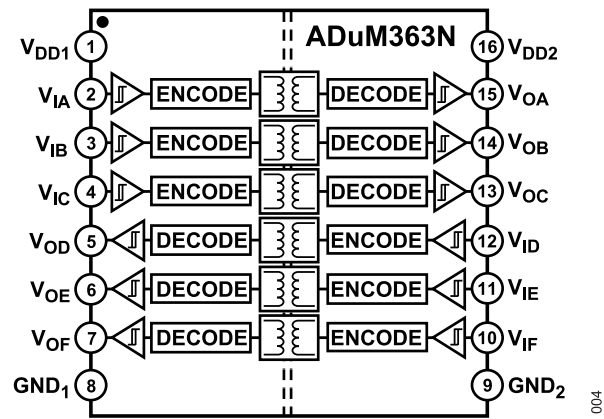 ADuM363N
VDD1 1 16 VDD2
VIA 2 ENCODE DECODE 15 VOA
VIB 3 ENCODE DECODE 14 VOB
VIC 4 ENCODE DECODE 13 VOC
VOD 5 DECODE ENCODE 12 VID
VOE 6 DECODE ENCODE 11 VIE
VOF 7 DECODE ENCODE 10 VIF
GND1 8 9 GND2
004